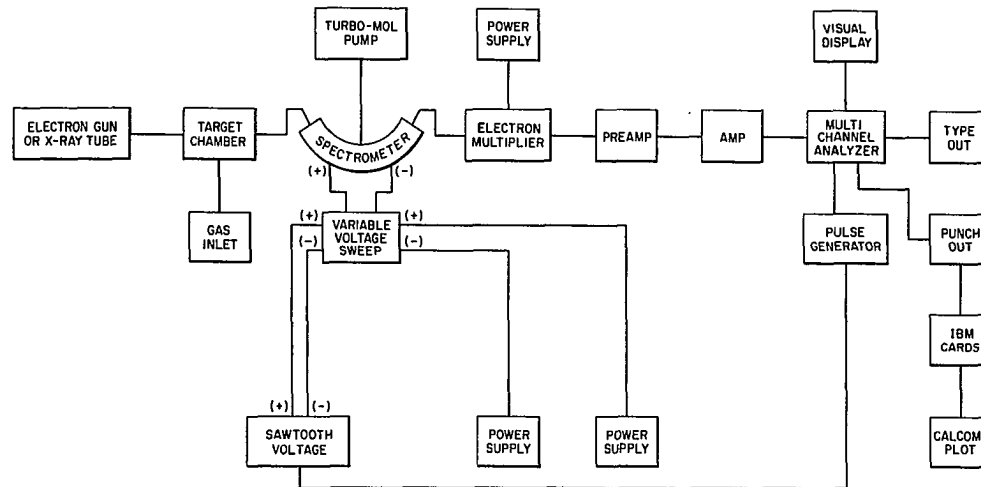 TURBO-MOL
PUMP
POWER
SUPPLY
VISUAL
DISPLAY
ELECTRON GUN
OR X-RAY TUBE
TARGET
CHAMBER
SPECTROMETER
ELECTRON
MULTIPLIER
PREAMP
AMP
MULTI
CHANNEL
ANALYZER
TYPE
OUT
(+)
(-)
GAS
INLET
(+)
(-)
VARIABLE
VOLTAGE
SWEEP
(+)
(-)
PULSE
GENERATOR
PUNCH
OUT
IBM
CARDS
(+)
(-)
SAWTOOTH
VOLTAGE
POWER
SUPPLY
POWER
SUPPLY
CALCOM
PLOT